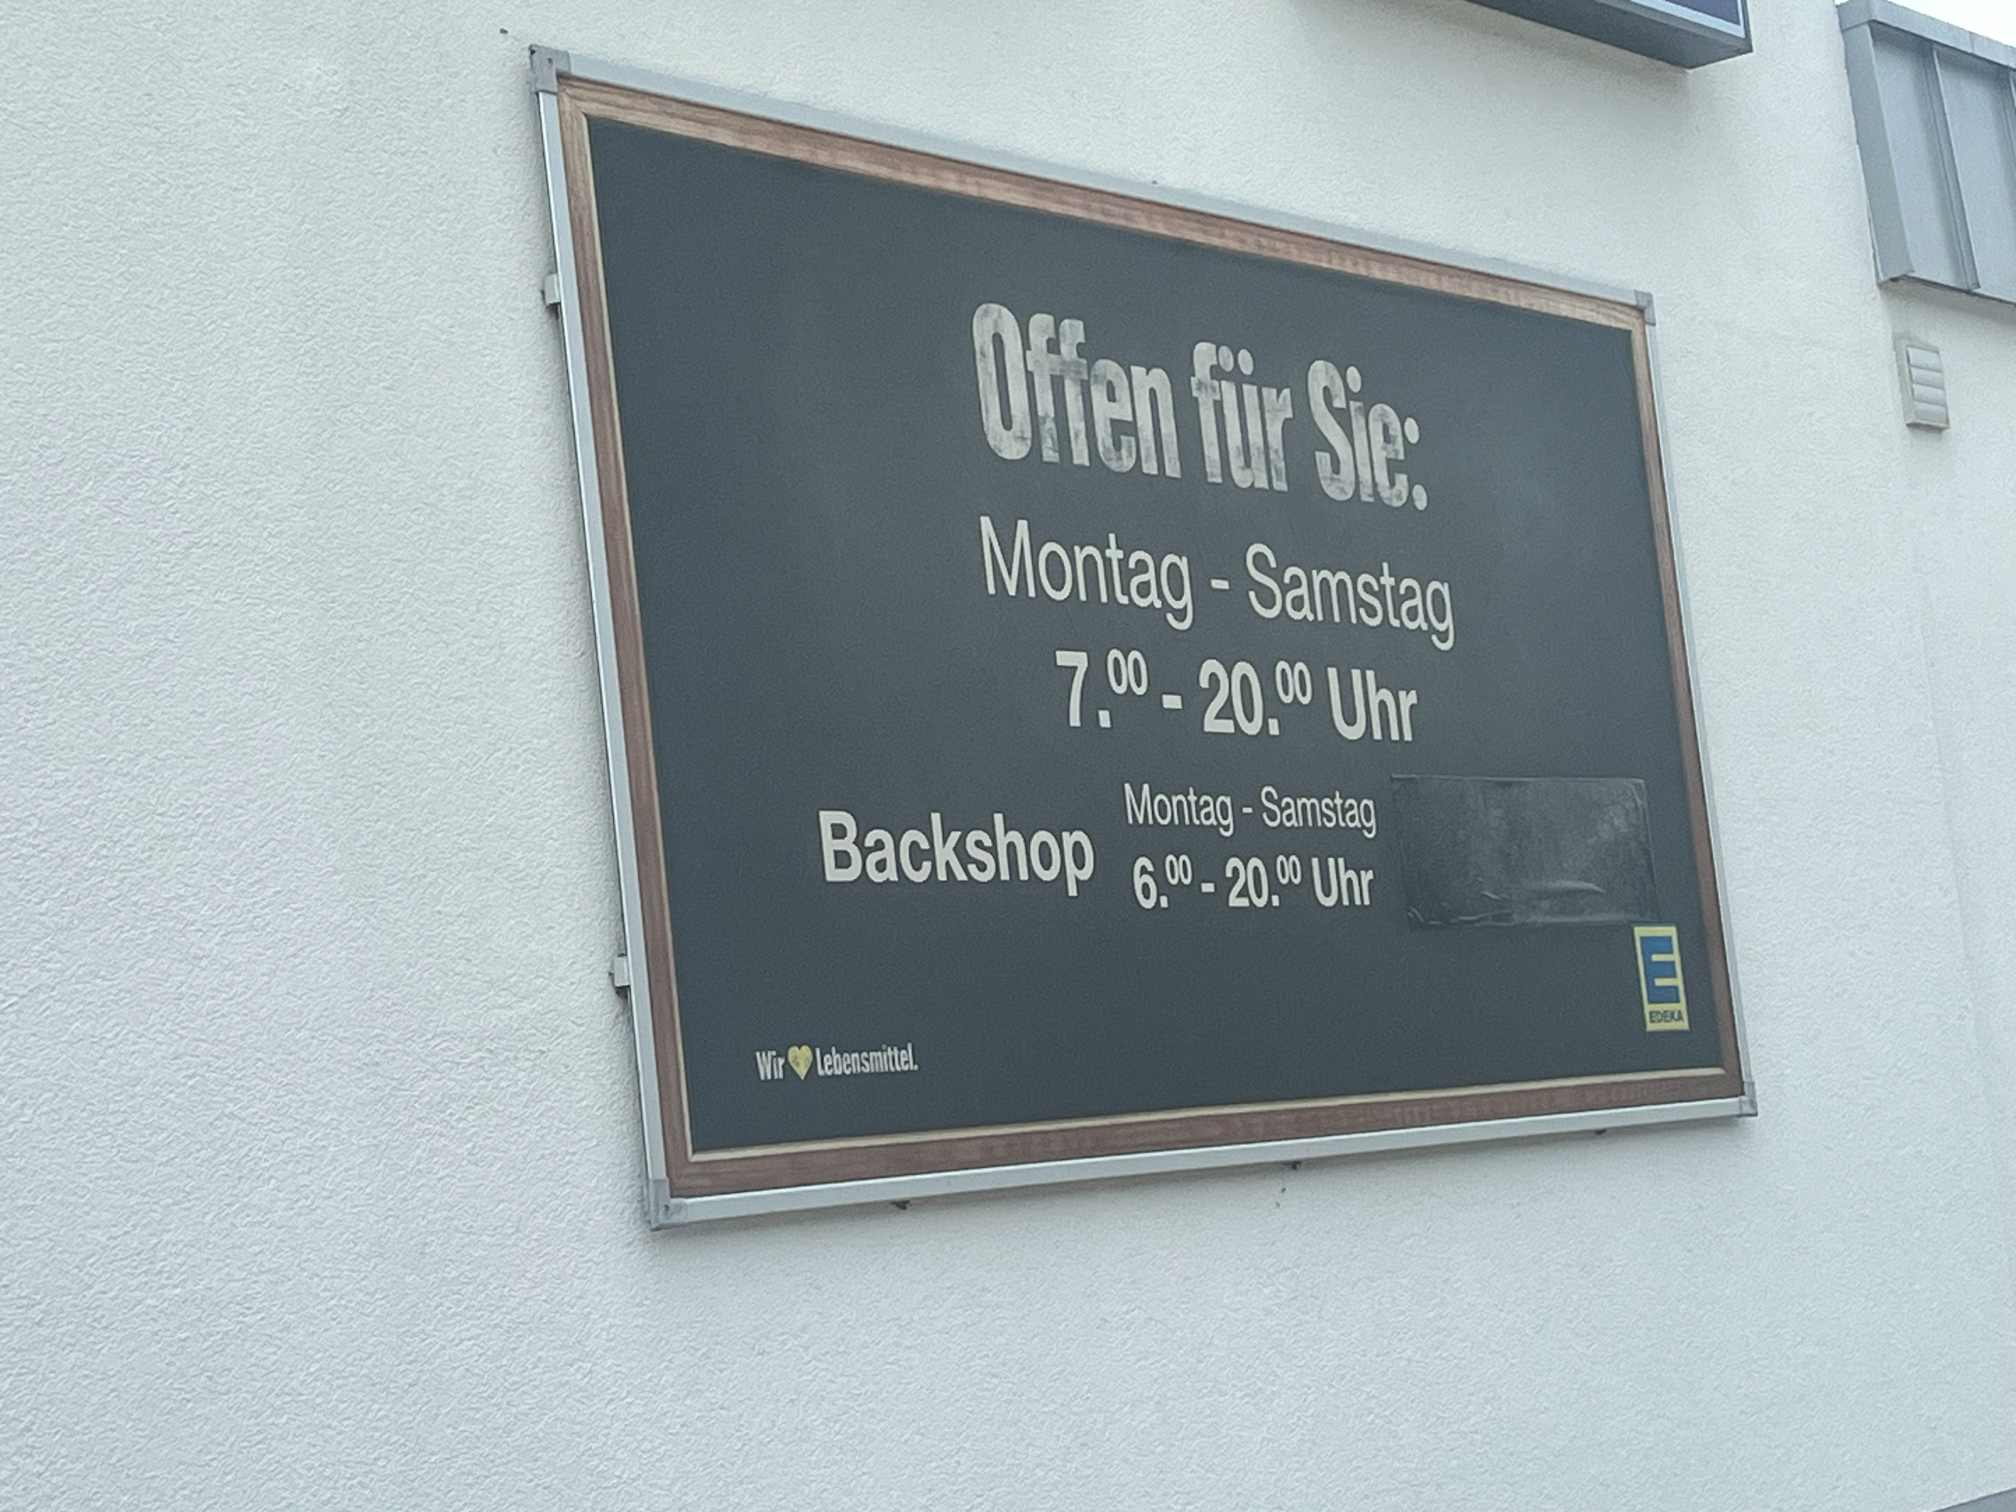 Offen für Sie:
Montag - Samstag
7.00 - 20.00 Uhr
Backshop
Montag - Samstag
6.00 - 20.00 Uhr
EDEKA
Wir Lebensmittel.